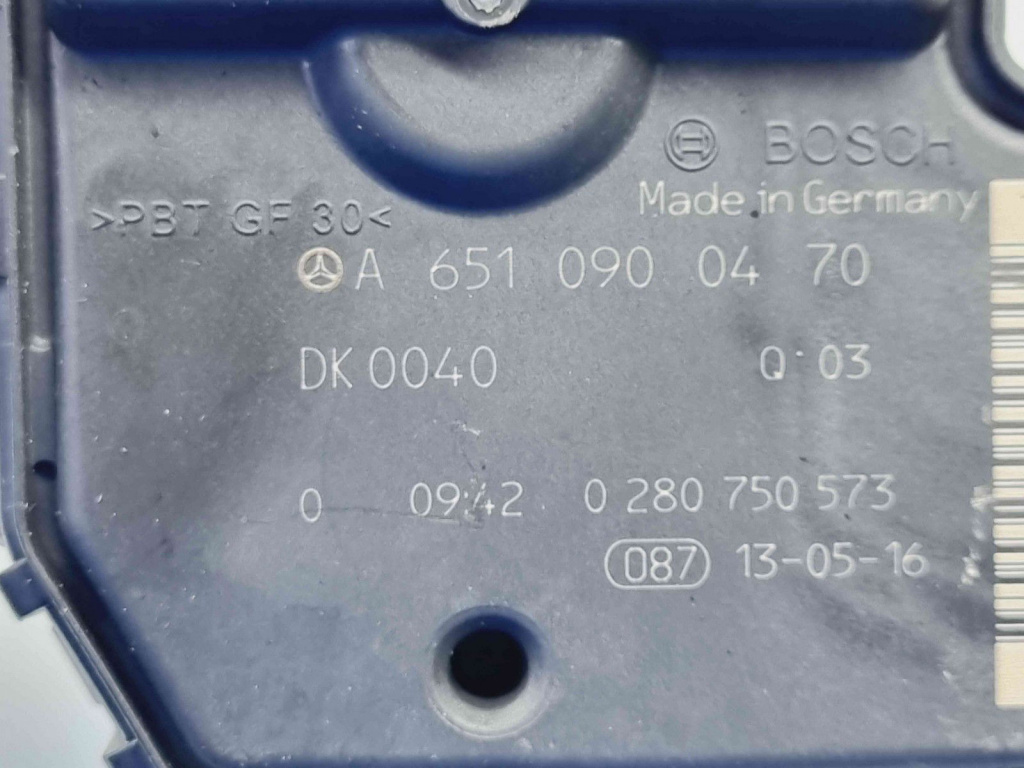 BOSCH
Made in Germany
>PBT GF 30<
A 651 090 04 70
DK 0040 Q 03
0 09:42 0 280 750 573
087 13-05-16